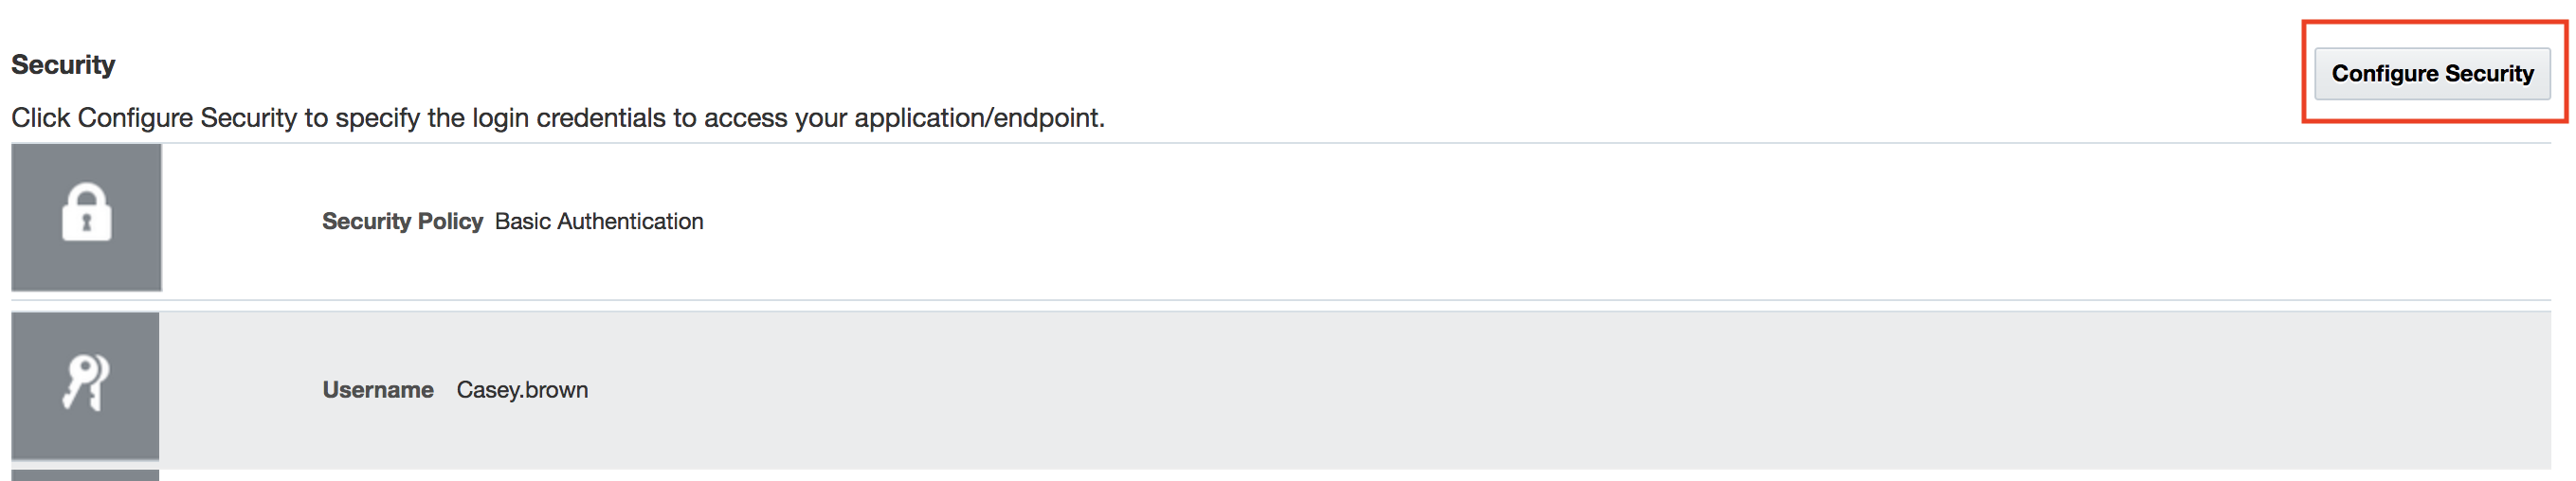 Security
Configure Security
Click Configure Security to specify the login credentials to access your application/endpoint.
Security Policy Basic Authentication
Username Casey.brown